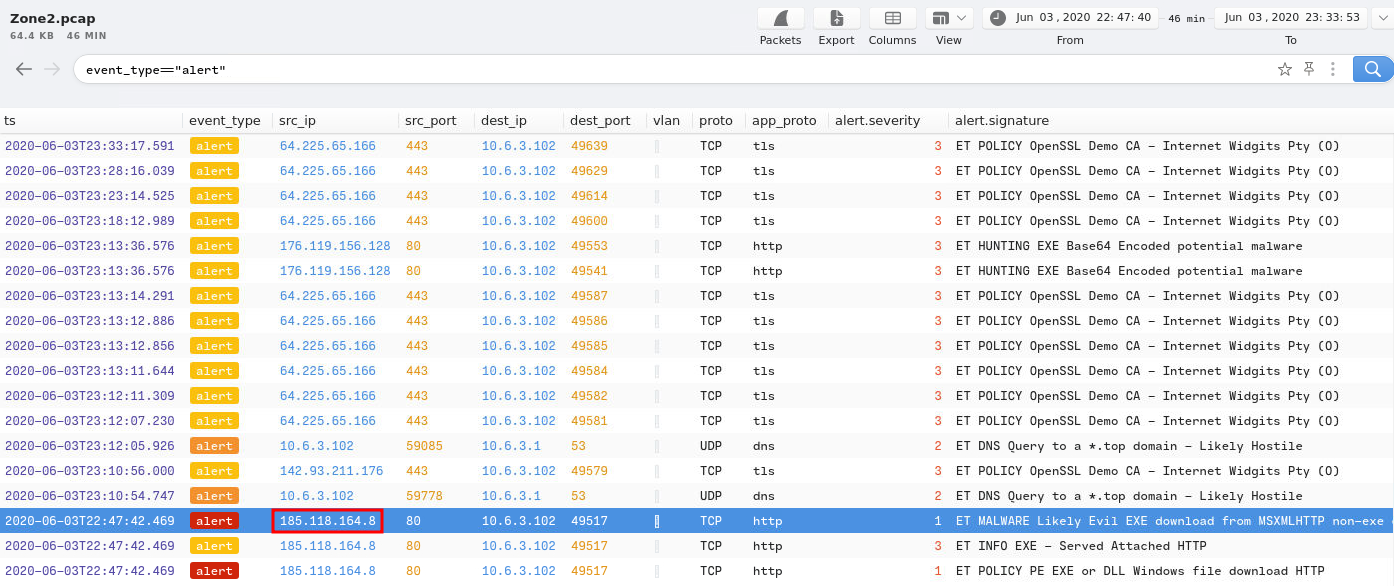 Zone2.pcap
64.4 KB 46 MIN
Packets Export Columns View
Jun 03 , 2020 22: 47: 40 46 min Jun 03 , 2020 23: 33: 53
From To
event_type=="alert"
ts event_type src_ip src_port dest_ip dest_port vlan proto app_proto alert.severity alert.signature
2020-06-03T23:33:17.591 alert 64.225.65.166 443 10.6.3.102 49639 TCP tls 3 ET POLICY OpenSSL Demo CA - Internet Widgits Pty (O)
2020-06-03T23:28:16.039 alert 64.225.65.166 443 10.6.3.102 49629 TCP tls 3 ET POLICY OpenSSL Demo CA - Internet Widgits Pty (O)
2020-06-03T23:23:14.525 alert 64.225.65.166 443 10.6.3.102 49614 TCP tls 3 ET POLICY OpenSSL Demo CA - Internet Widgits Pty (O)
2020-06-03T23:18:12.989 alert 64.225.65.166 443 10.6.3.102 49600 TCP tls 3 ET POLICY OpenSSL Demo CA - Internet Widgits Pty (O)
2020-06-03T23:13:36.576 alert 176.119.156.128 80 10.6.3.102 49553 TCP http 3 ET HUNTING EXE Base64 Encoded potential malware
2020-06-03T23:13:36.576 alert 176.119.156.128 80 10.6.3.102 49541 TCP http 3 ET HUNTING EXE Base64 Encoded potential malware
2020-06-03T23:13:14.291 alert 64.225.65.166 443 10.6.3.102 49587 TCP tls 3 ET POLICY OpenSSL Demo CA - Internet Widgits Pty (O)
2020-06-03T23:13:12.886 alert 64.225.65.166 443 10.6.3.102 49586 TCP tls 3 ET POLICY OpenSSL Demo CA - Internet Widgits Pty (O)
2020-06-03T23:13:12.856 alert 64.225.65.166 443 10.6.3.102 49585 TCP tls 3 ET POLICY OpenSSL Demo CA - Internet Widgits Pty (O)
2020-06-03T23:13:11.644 alert 64.225.65.166 443 10.6.3.102 49584 TCP tls 3 ET POLICY OpenSSL Demo CA - Internet Widgits Pty (O)
2020-06-03T23:12:11.309 alert 64.225.65.166 443 10.6.3.102 49582 TCP tls 3 ET POLICY OpenSSL Demo CA - Internet Widgits Pty (O)
2020-06-03T23:12:07.230 alert 64.225.65.166 443 10.6.3.102 49581 TCP tls 3 ET POLICY OpenSSL Demo CA - Internet Widgits Pty (O)
2020-06-03T23:12:05.926 alert 10.6.3.102 59085 10.6.3.1 53 UDP dns 2 ET DNS Query to a *.top domain - Likely Hostile
2020-06-03T23:10:56.000 alert 142.93.211.176 443 10.6.3.102 49579 TCP tls 3 ET POLICY OpenSSL Demo CA - Internet Widgits Pty (O)
2020-06-03T23:10:54.747 alert 10.6.3.102 59778 10.6.3.1 53 UDP dns 2 ET DNS Query to a *.top domain - Likely Hostile
2020-06-03T22:47:42.469 alert 185.118.164.8 80 10.6.3.102 49517 TCP http 1 ET MALWARE Likely Evil EXE download from MSXMLHTTP non-exe
2020-06-03T22:47:42.469 alert 185.118.164.8 80 10.6.3.102 49517 TCP http 3 ET INFO EXE - Served Attached HTTP
2020-06-03T22:47:42.469 alert 185.118.164.8 80 10.6.3.102 49517 TCP http 1 ET POLICY PE EXE or DLL Windows file download HTTP